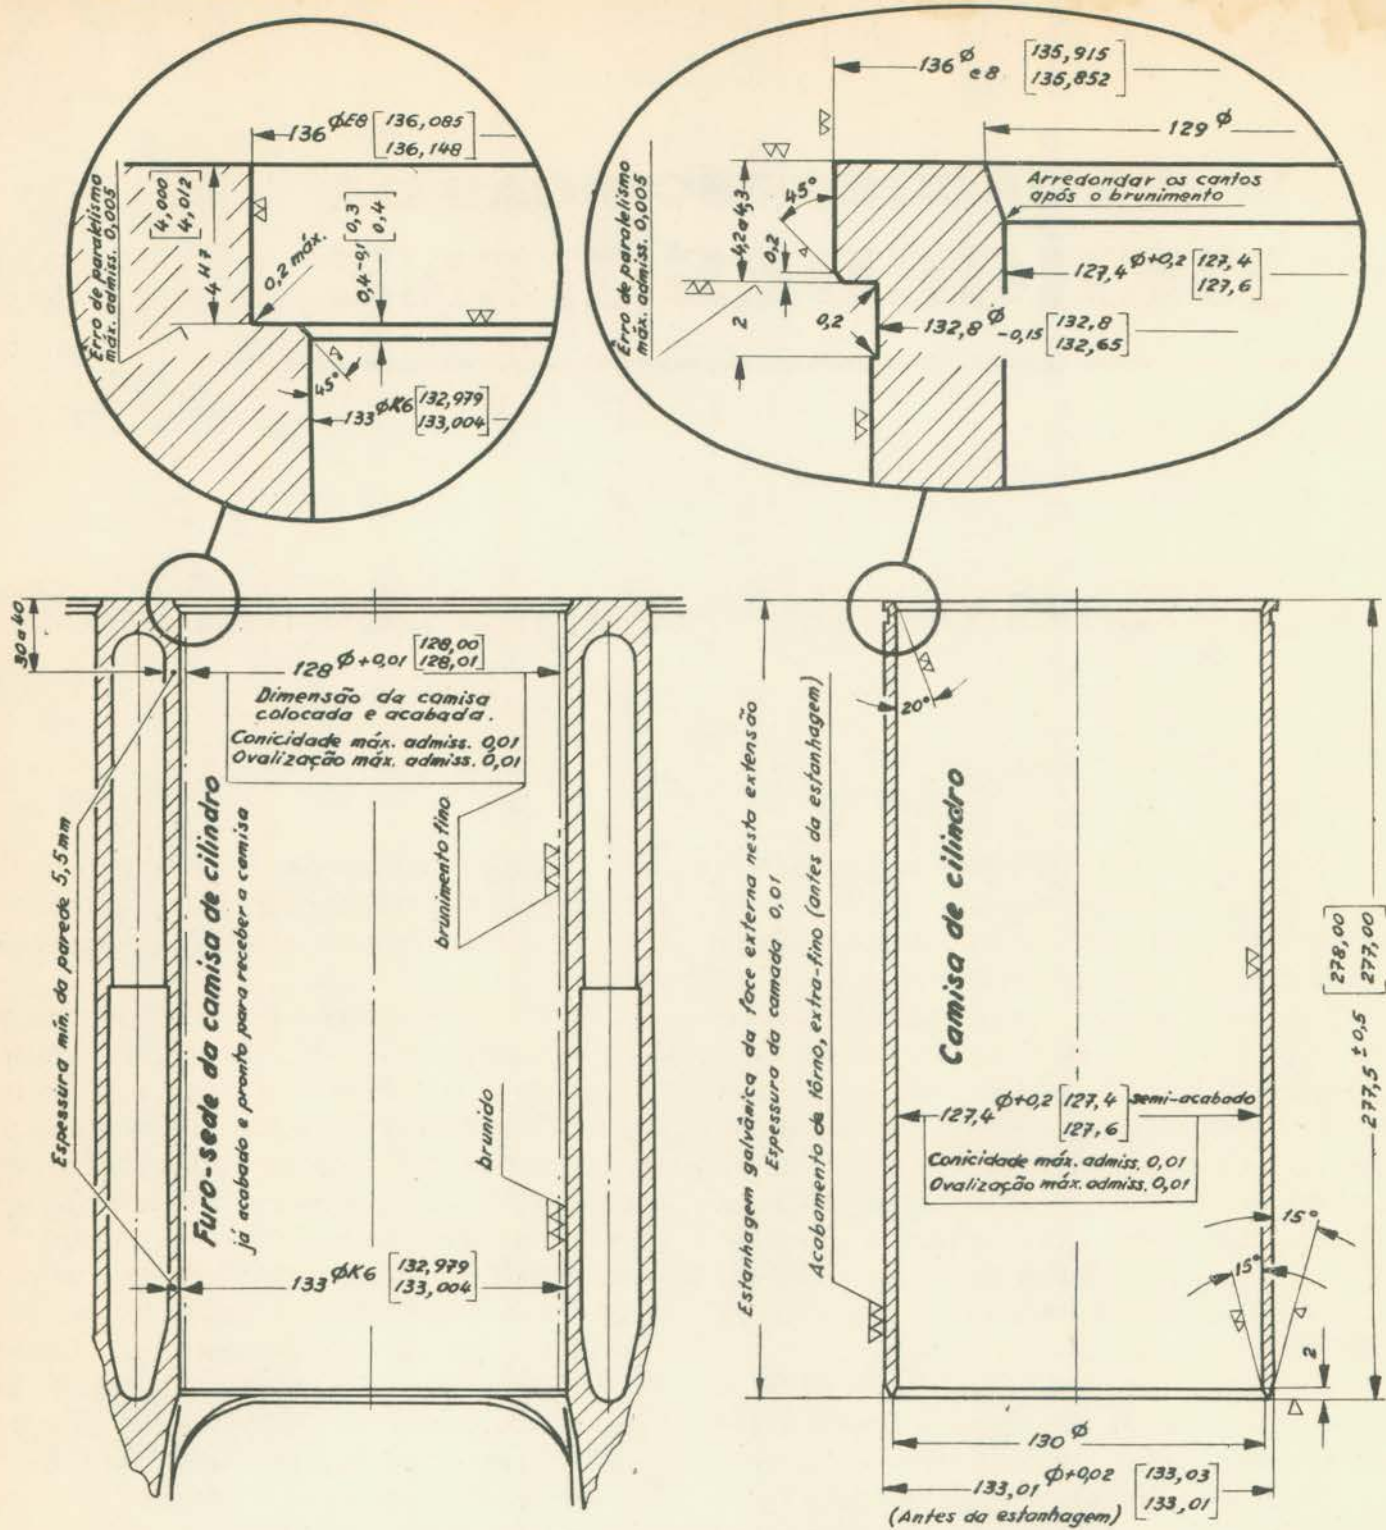 136 ØE8 [136,085
136,148]
Êrro de paralelismo
máx. admiss. 0,005
4 H7 [4,000
4,012]
0,2 máx.
0,4-0,1 [0,3
0,4]
45°
133 ØK6 [132,979
133,004]
136 Ø e8 [135,915
135,852]
129 Ø
Arredondar os cantos
após o brunimento
Êrro de paralelismo
máx. admiss. 0,005
4,2 a 4,3
0,2
45°
2
0,2
127,4 Ø+0,2 [127,4
127,6]
132,8 Ø -0,15 [132,8
132,65]
30 a 40
128 Ø+0,01 [128,00
128,01]
Dimensão da camisa
colocada e acabada.
Conicidade máx. admiss. 0,01
Ovalização máx. admiss. 0,01
Espessura mín. da parede 5,5mm
Furo-sede da camisa de cilindro
já acabado e pronto para receber a camisa
brunimento fino
brunido
133 ØK6 [132,979
133,004]
Estanhagem galvânica da face externa nesta extensão
Espessura da camada 0,01
Acabamento de tôrno, extra-fino (antes da estanhagem)
20°
Camisa de cilindro
127,4 Ø+0,2 [127,4
127,6] semi-acabado
Conicidade máx. admiss. 0,01
Ovalização máx. admiss. 0,01
277,5 ±0,5 [278,00
277,00]
15°
15°
2
130 Ø
133,01 Ø+0,02 [133,03
133,01]
(Antes da estanhagem)